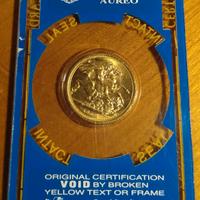 AUREO
SEAL
INTACT
INTACT
SEAL
ORIGINAL CERTIFICATION
VOID BY BROKEN
YELLOW TEXT OR FRAME